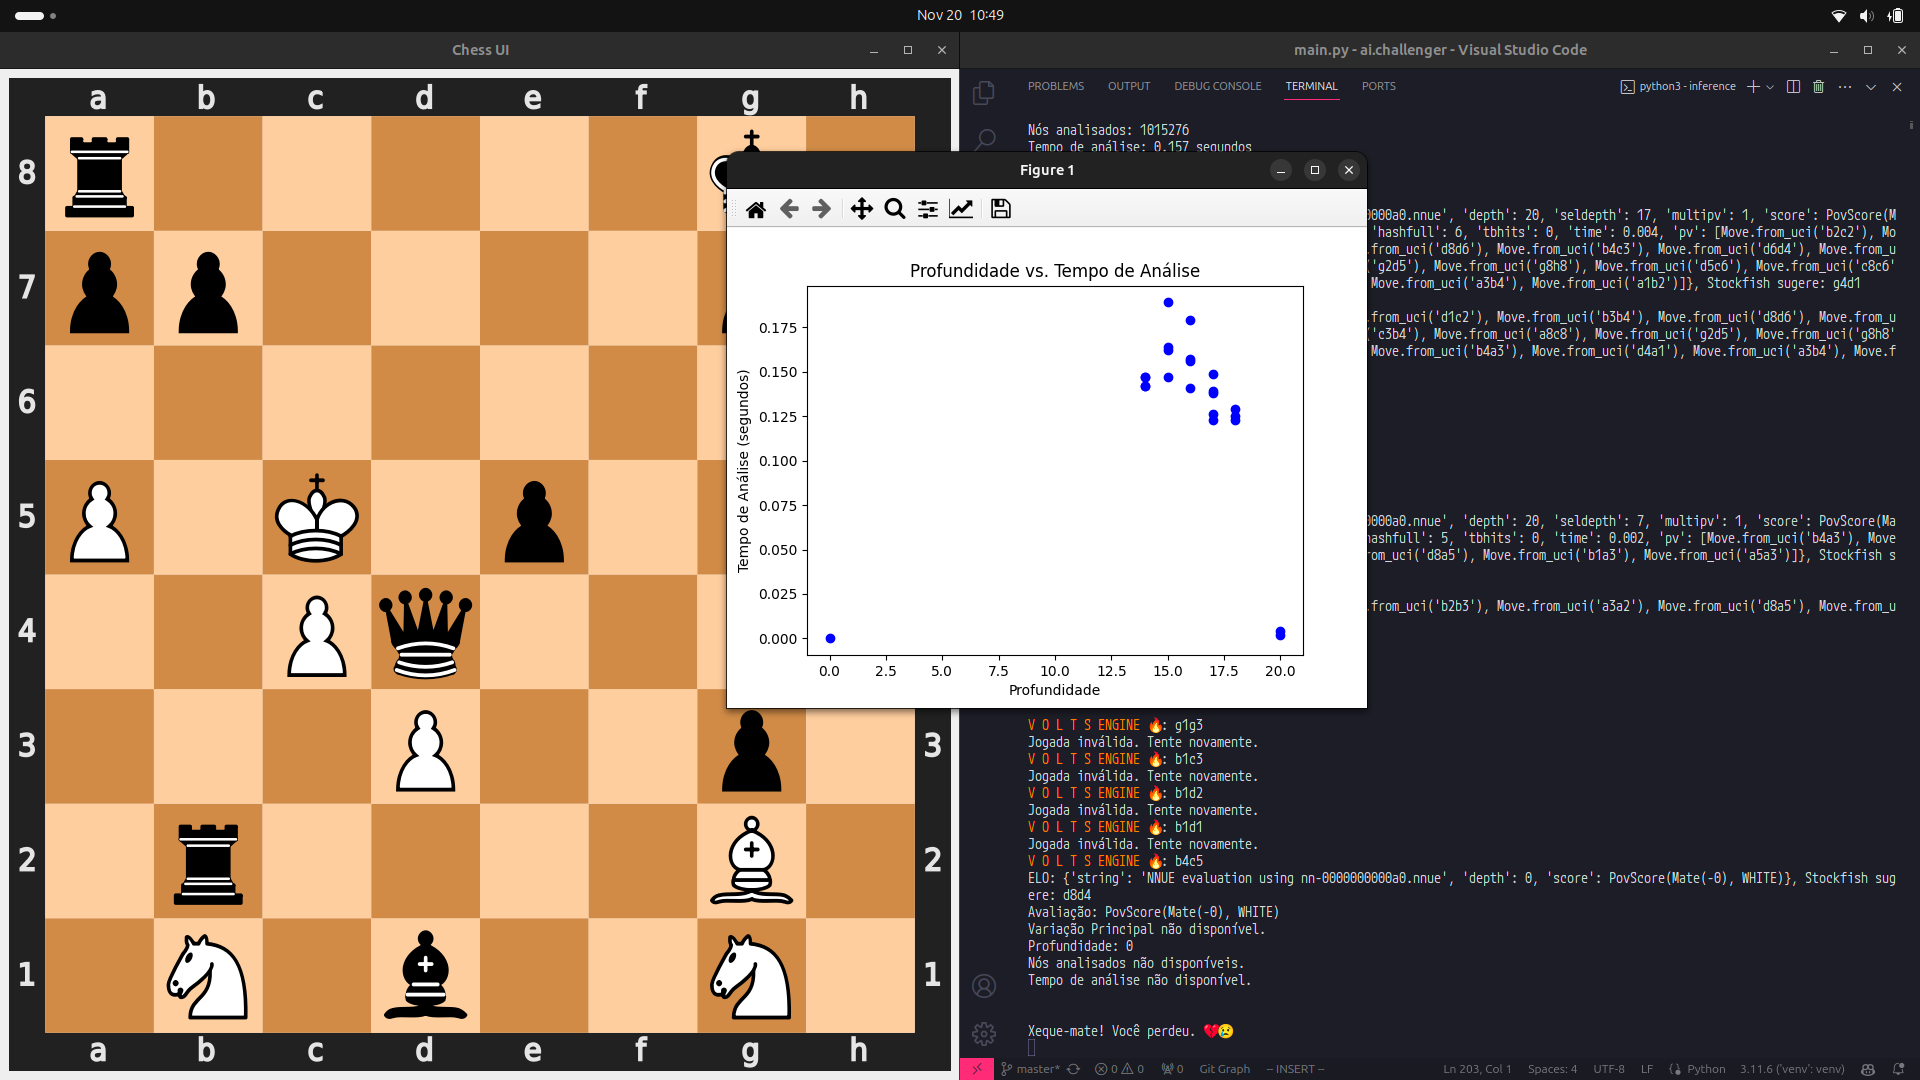 Nov 20 10:49
Chess UI
a b c d e f g h
8
7
6
5
4
3 3
2 2
1 1
a b c d e f g h
main.py - ai.challenger - Visual Studio Code
PROBLEMS OUTPUT DEBUG CONSOLE TERMINAL PORTS
python3 - inference
Nós analisados: 1015276
Tempo de análise: 0.157 segundos
Figure 1
Profundidade vs. Tempo de Análise
Tempo de Análise (segundos)
0.175
0.150
0.125
0.100
0.075
0.050
0.025
0.000
0.0 2.5 5.0 7.5 10.0 12.5 15.0 17.5 20.0
Profundidade
0000a0.nnue', 'depth': 20, 'seldepth': 17, 'multipv': 1, 'score': PovScore(M
'hashfull': 6, 'tbhits': 0, 'time': 0.004, 'pv': [Move.from_uci('b2c2'), Mo
from_uci('d8d6'), Move.from_uci('b4c3'), Move.from_uci('d6d4'), Move.from_u
'g2d5'), Move.from_uci('g8h8'), Move.from_uci('d5c6'), Move.from_uci('c8c6'
Move.from_uci('a3b4'), Move.from_uci('a1b2')]}, Stockfish sugere: g4d1
from_uci('d1c2'), Move.from_uci('b3b4'), Move.from_uci('d8d6'), Move.from_u
'c3b4'), Move.from_uci('a8c8'), Move.from_uci('g2d5'), Move.from_uci('g8h8'
Move.from_uci('b4a3'), Move.from_uci('d4a1'), Move.from_uci('a3b4'), Move.f
0000a0.nnue', 'depth': 20, 'seldepth': 7, 'multipv': 1, 'score': PovScore(Ma
hashfull': 5, 'tbhits': 0, 'time': 0.002, 'pv': [Move.from_uci('b4a3'), Move
from_uci('d8a5'), Move.from_uci('b1a3'), Move.from_uci('a5a3')]}, Stockfish s
from_uci('b2b3'), Move.from_uci('a3a2'), Move.from_uci('d8a5'), Move.from_u
V O L T S ENGINE 🔥: g1g3
Jogada inválida. Tente novamente.
V O L T S ENGINE 🔥: b1c3
Jogada inválida. Tente novamente.
V O L T S ENGINE 🔥: b1d2
Jogada inválida. Tente novamente.
V O L T S ENGINE 🔥: b1d1
Jogada inválida. Tente novamente.
V O L T S ENGINE 🔥: b4c5
ELO: {'string': 'NNUE evaluation using nn-0000000000a0.nnue', 'depth': 0, 'score': PovScore(Mate(-0), WHITE)}, Stockfish sug
ere: d8d4
Avaliação: PovScore(Mate(-0), WHITE)
Variação Principal não disponível.
Profundidade: 0
Nós analisados não disponíveis.
Tempo de análise não disponível.
Xeque-mate! Você perdeu. 💔😢
master* 0 0 0 Git Graph -- INSERT -- Ln 203, Col 1 Spaces: 4 UTF-8 LF Python 3.11.6 ('venv': venv)